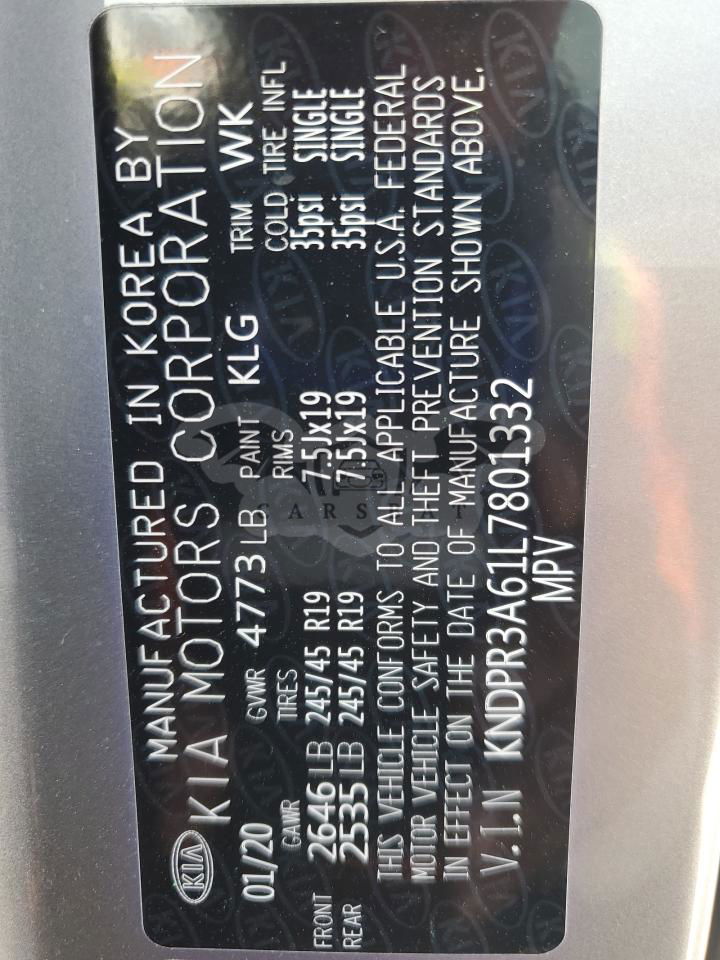 KIA MANUFACTURED IN KOREA BY
KIA MOTORS CORPORATION
01/20 GVWR 4773 LB PAINT KLG TRIM WK
GAWR TIRES RIMS COLD TIRE INFL
FRONT 2646 LB 245/45 R19 7.5Jx19 35psi SINGLE
REAR 2535 LB 245/45 R19 7.5Jx19 35psi SINGLE
THIS VEHICLE CONFORMS TO ALL APPLICABLE U.S.A. FEDERAL
MOTOR VEHICLE SAFETY AND THEFT PREVENTION STANDARDS
IN EFFECT ON THE DATE OF MANUFACTURE SHOWN ABOVE.
V.I.N KNDPR3A61L7801332
MPV